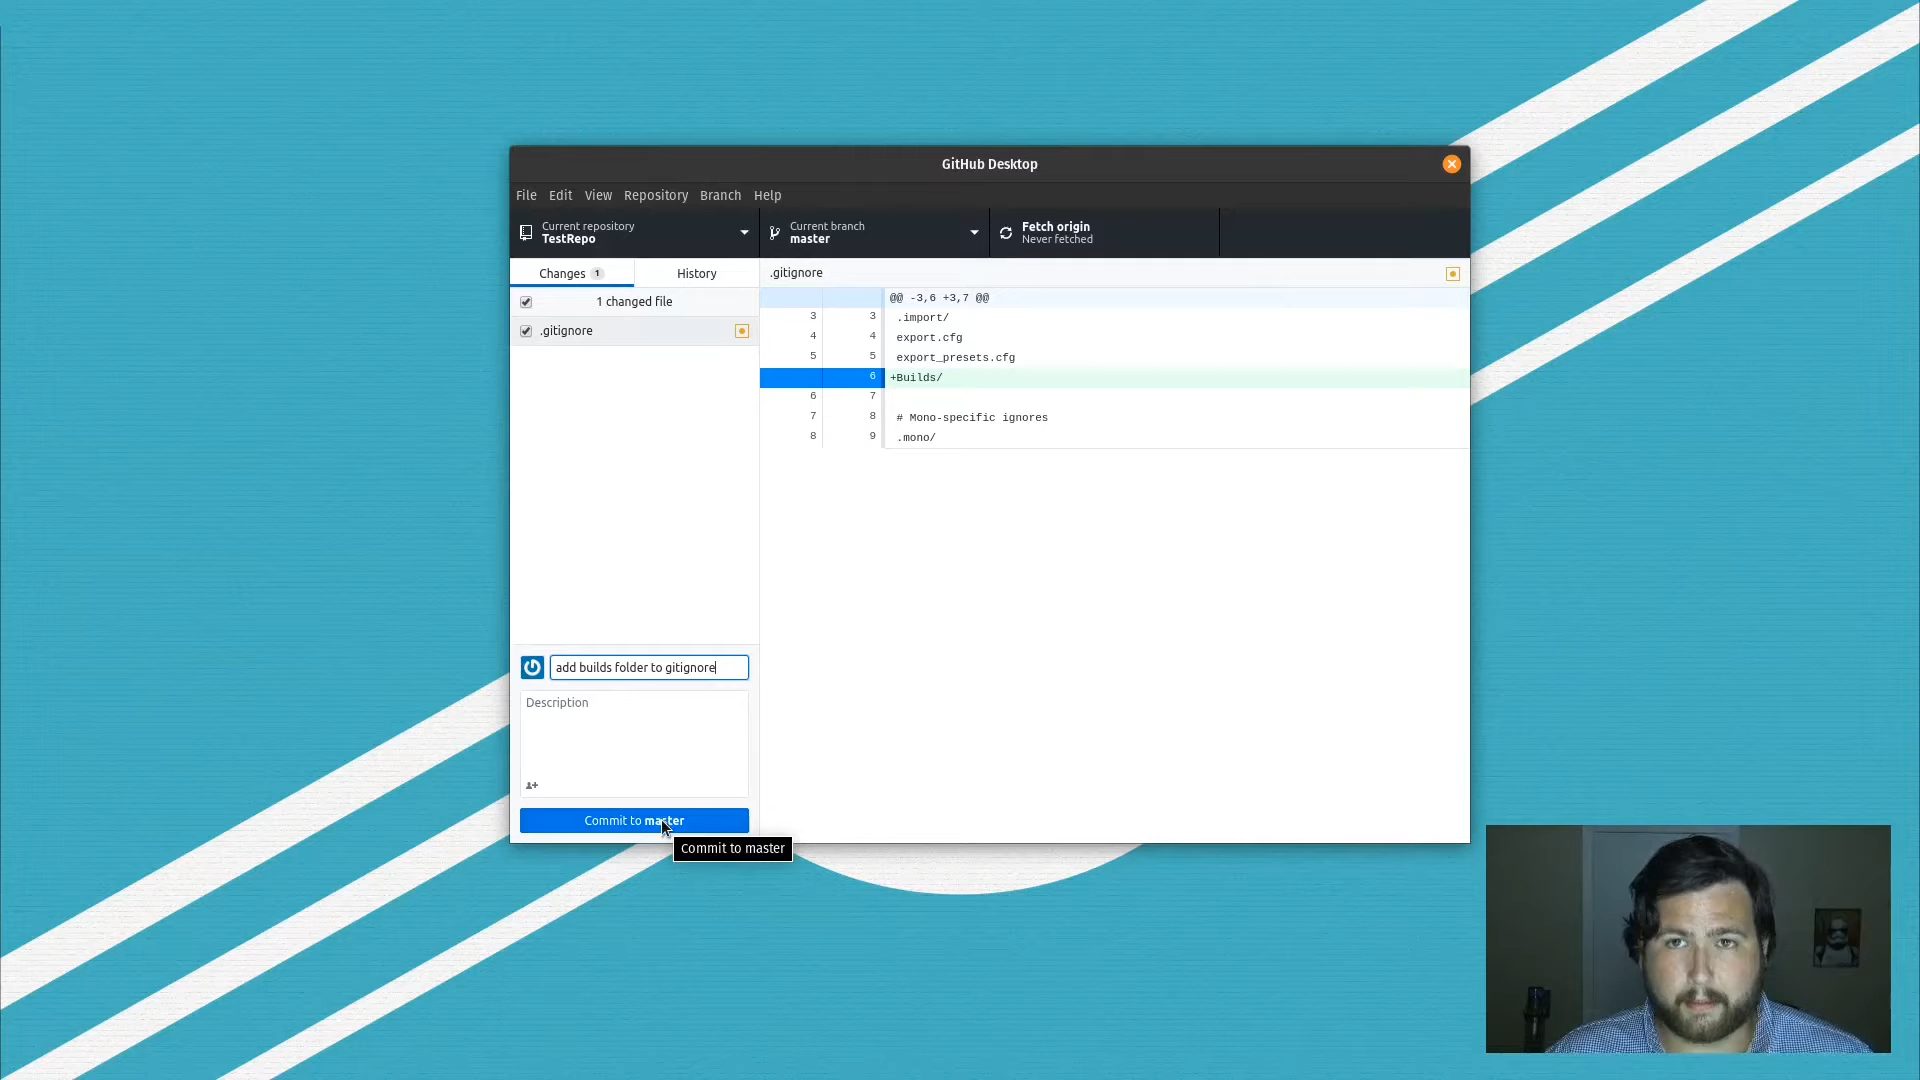 GitHub Desktop
File Edit View Repository Branch Help
Current repository
TestRepo
Current branch
master
Fetch origin
Never fetched
Changes 1
History
.gitignore
1 changed file
.gitignore
@@ -3,6 +3,7 @@
3 3 .import/
4 4 export.cfg
5 5 export_presets.cfg
6 +Builds/
6 7
7 8 # Mono-specific ignores
8 9 .mono/
add builds folder to gitignore
Description
Commit to master
Commit to master